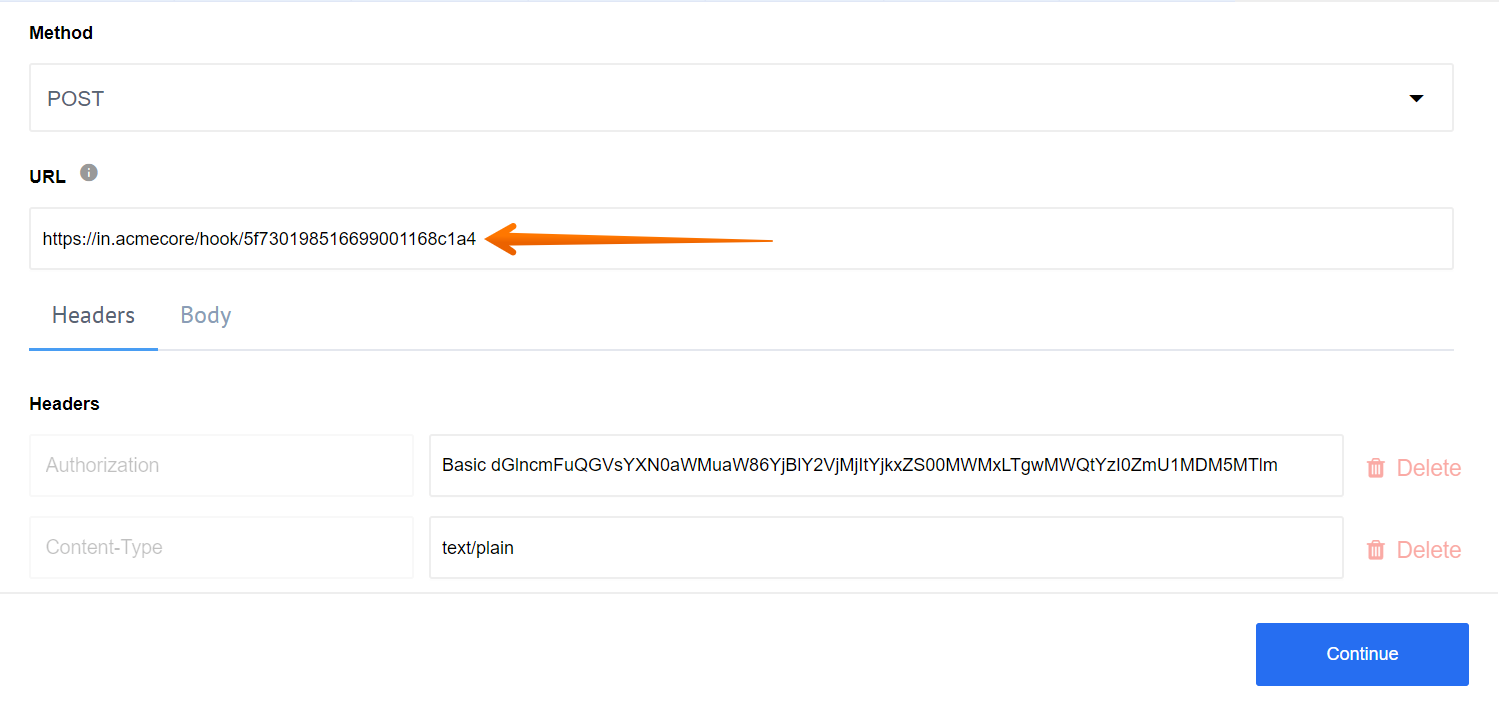 Method
POST
URL
https://in.acmecore/hook/5f730198516699001168c1a4
Headers Body
Headers
Authorization
Basic dGlncmFuQGVsYXN0aWMuaW86YjBlY2VjMjItYjkxZS00MWMxLTgwMWQtYzI0ZmU1MDM5MTlm
Delete
Content-Type
text/plain
Delete
Continue